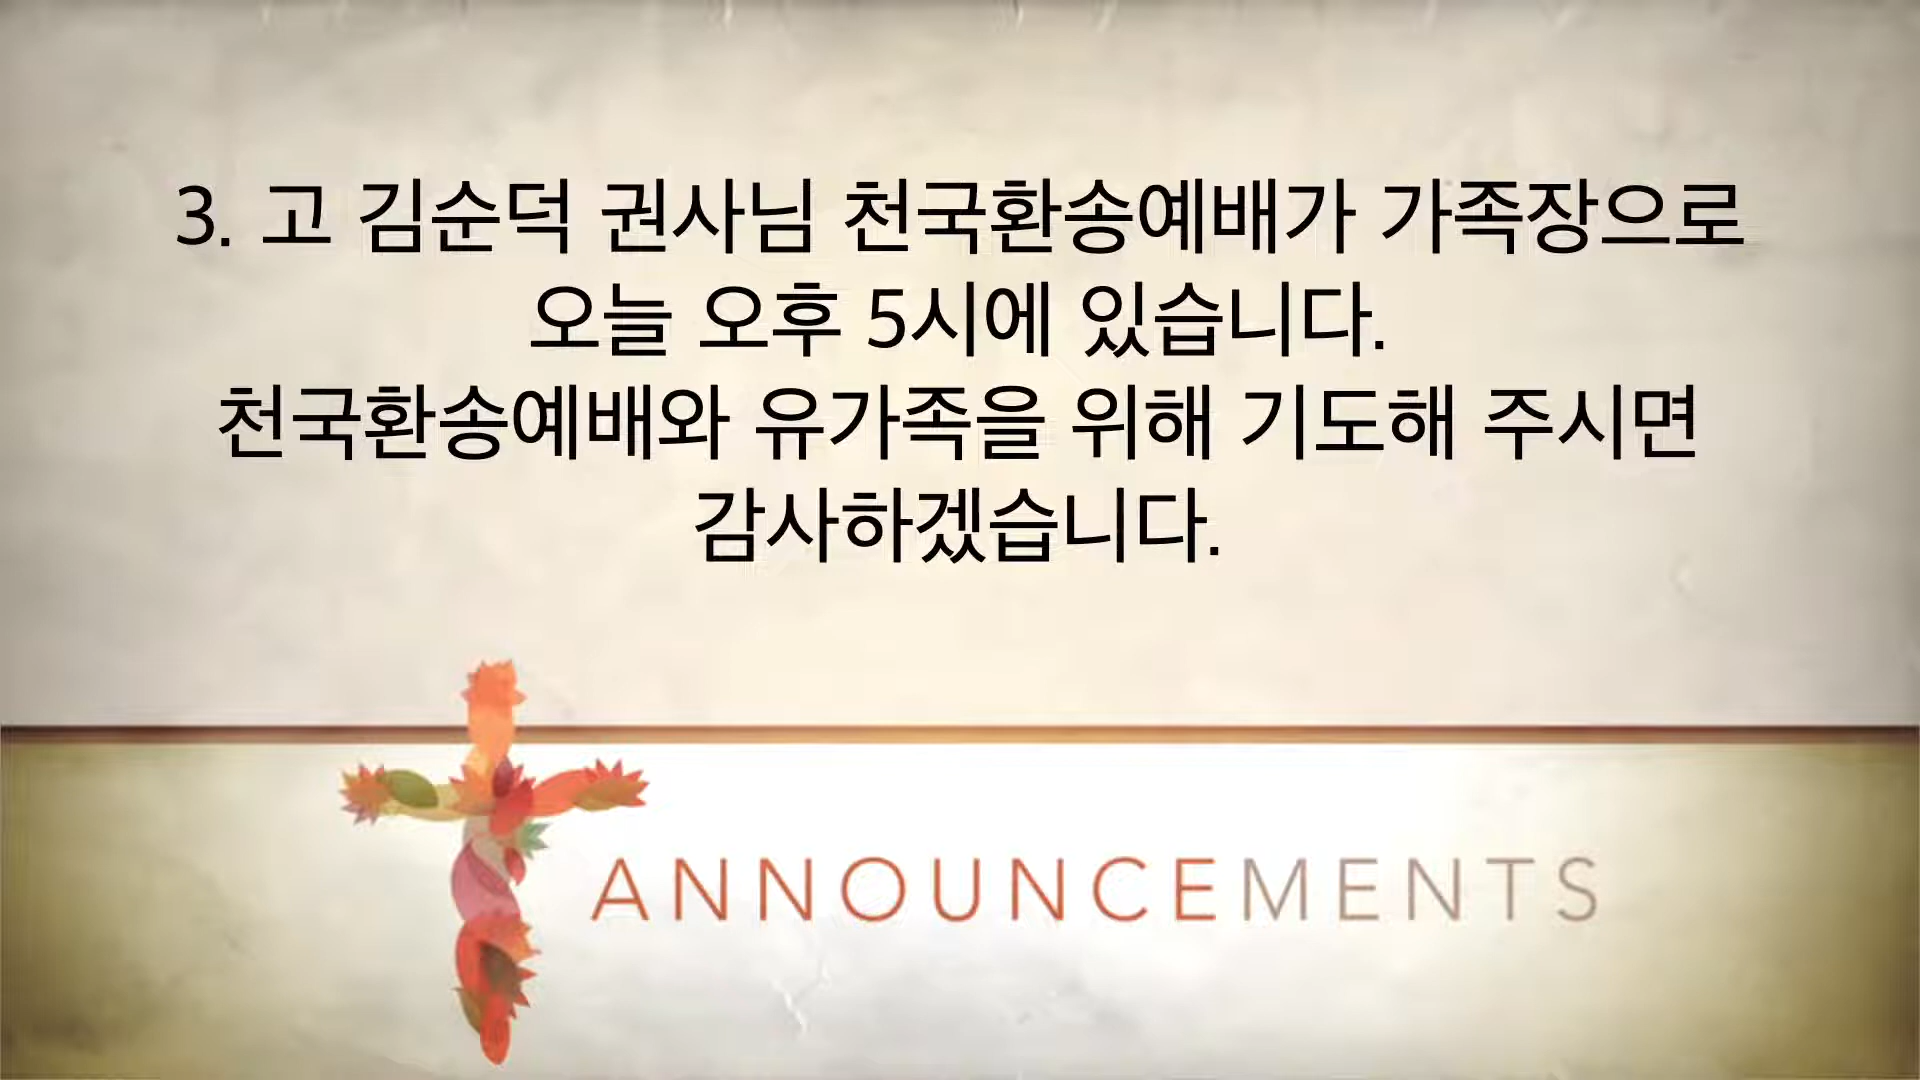 3. 고 김순덕 권사님 천국환송예배가 가족장으로
오늘 오후 5시에 있습니다.
천국환송예배와 유가족을 위해 기도해 주시면
감사하겠습니다.
ANNOUNCEMENTS